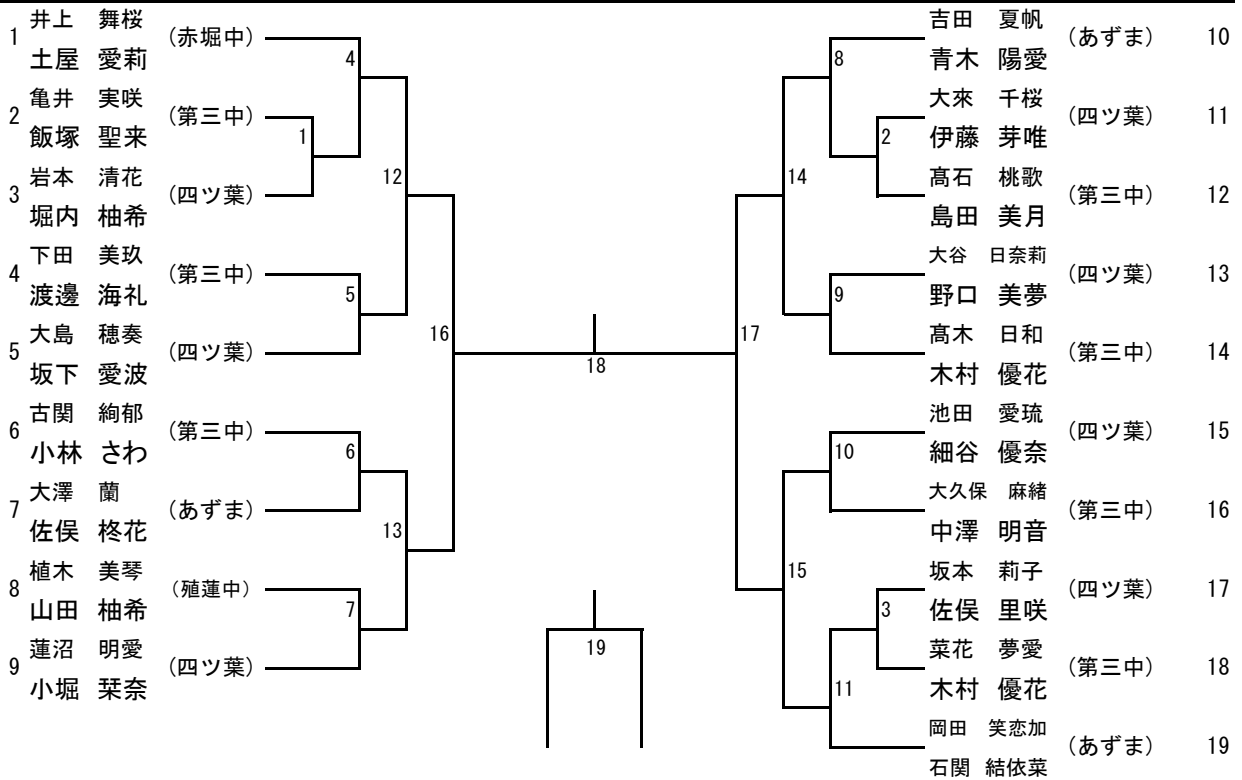 井上 舞桜
1 (赤堀中)
土屋 愛莉
4
亀井 実咲
2 (第三中)
飯塚 聖来
1
岩本 清花
3 (四ツ葉)
堀内 柚希
12
下田 美玖
4 (第三中)
渡邊 海礼
5
大島 穂奏
5 (四ツ葉)
坂下 愛波
16
古関 絢郁
6 (第三中)
小林 さわ
6
大澤 蘭
7 (あずま)
佐俣 柊花
13
植木 美琴
8 (殖蓮中)
山田 柚希
7
蓮沼 明愛
9 (四ツ葉)
小堀 栞奈
18
19
吉田 夏帆
(あずま) 10
青木 陽愛
8
大來 千桜
(四ツ葉) 11
伊藤 芽唯
2
髙石 桃歌
(第三中) 12
島田 美月
14
大谷 日奈莉
(四ツ葉) 13
野口 美夢
9
髙木 日和
(第三中) 14
木村 優花
17
池田 愛琉
(四ツ葉) 15
細谷 優奈
10
大久保 麻緒
(第三中) 16
中澤 明音
15
坂本 莉子
(四ツ葉) 17
佐俣 里咲
3
菜花 夢愛
(第三中) 18
木村 優花
11
岡田 笑恋加
(あずま) 19
石関 結依菜